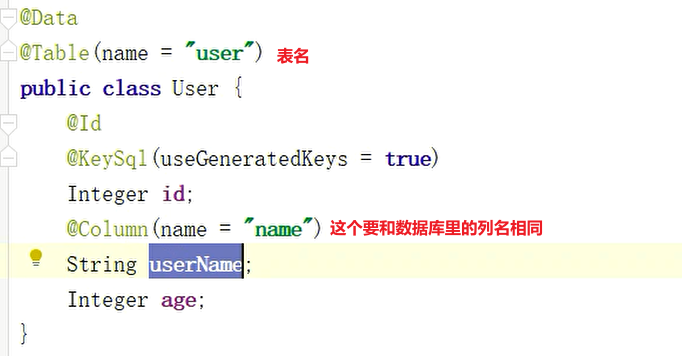 @Data
@Table(name = "user") 表名
public class User {
@Id
@KeySql(useGeneratedKeys = true)
Integer id;
@Column(name = "name") 这个要和数据库里的列名相同
String userName;
Integer age;
}